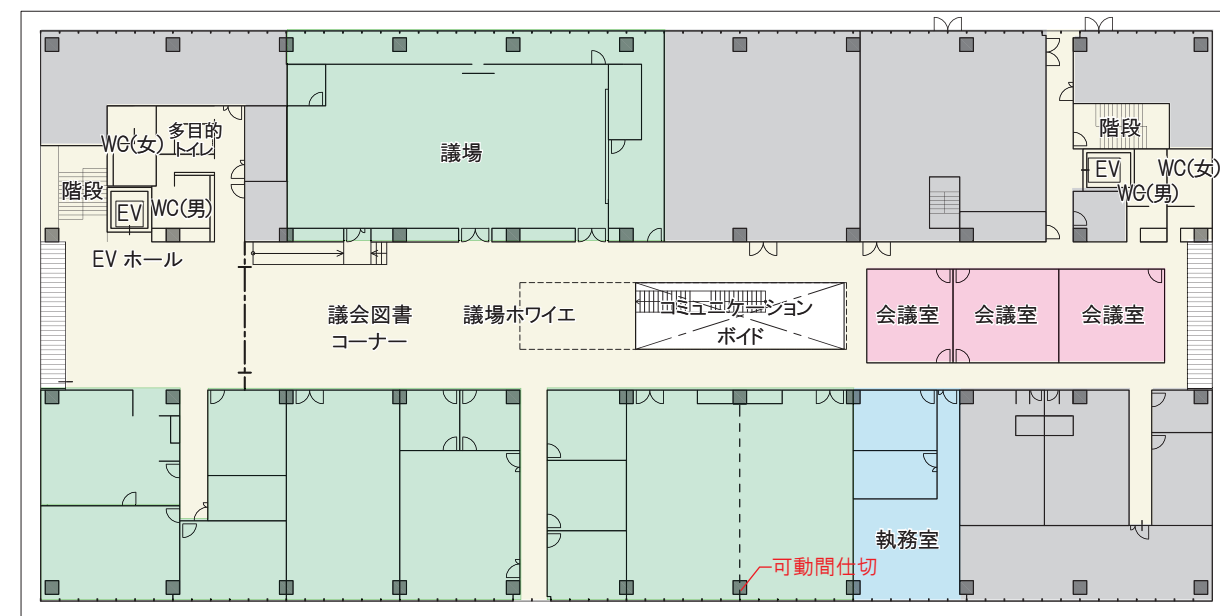 WC(女)
多目的
トイレ
階段
EV
WC(男)
EV ホール
議場
階段
EV
WC(女)
WC(男)
議会図書
コーナー
議場ホワイエ
コミュニケーション
ボイド
会議室
会議室
会議室
執務室
可動間仕切